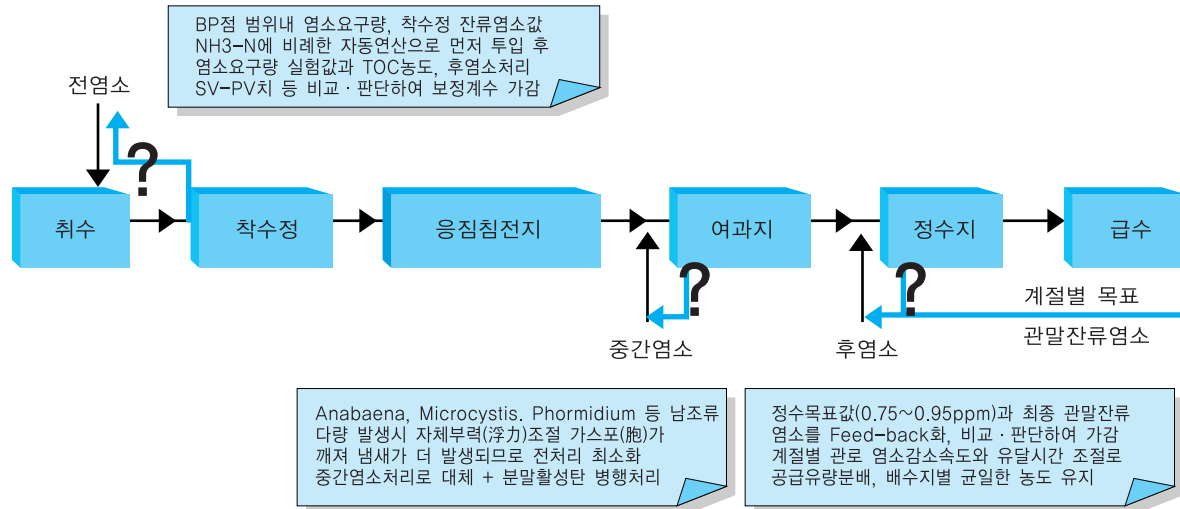 BP점 범위내 염소요구량, 착수정 잔류염소값
NH3-N에 비례한 자동연산으로 먼저 투입 후
염소요구량 실험값과 TOC농도, 후염소처리
SV-PV치 등 비교·판단하여 보정계수 가감
전염소
?
취수
착수정
응집침전지
여과지
정수지
급수
?
?
계절별 목표
관말잔류염소
중간염소
후염소
Anabaena, Microcystis. Phormidium 등 남조류
다량 발생시 자체부력(浮力)조절 가스포(胞)가
깨져 냄새가 더 발생되므로 전처리 최소화
중간염소처리로 대체 + 분말활성탄 병행처리
정수목표값(0.75~0.95ppm)과 최종 관말잔류
염소를 Feed-back화, 비교·판단하여 가감
계절별 관로 염소감소속도와 유달시간 조절로
공급유량분배, 배수지별 균일한 농도 유지